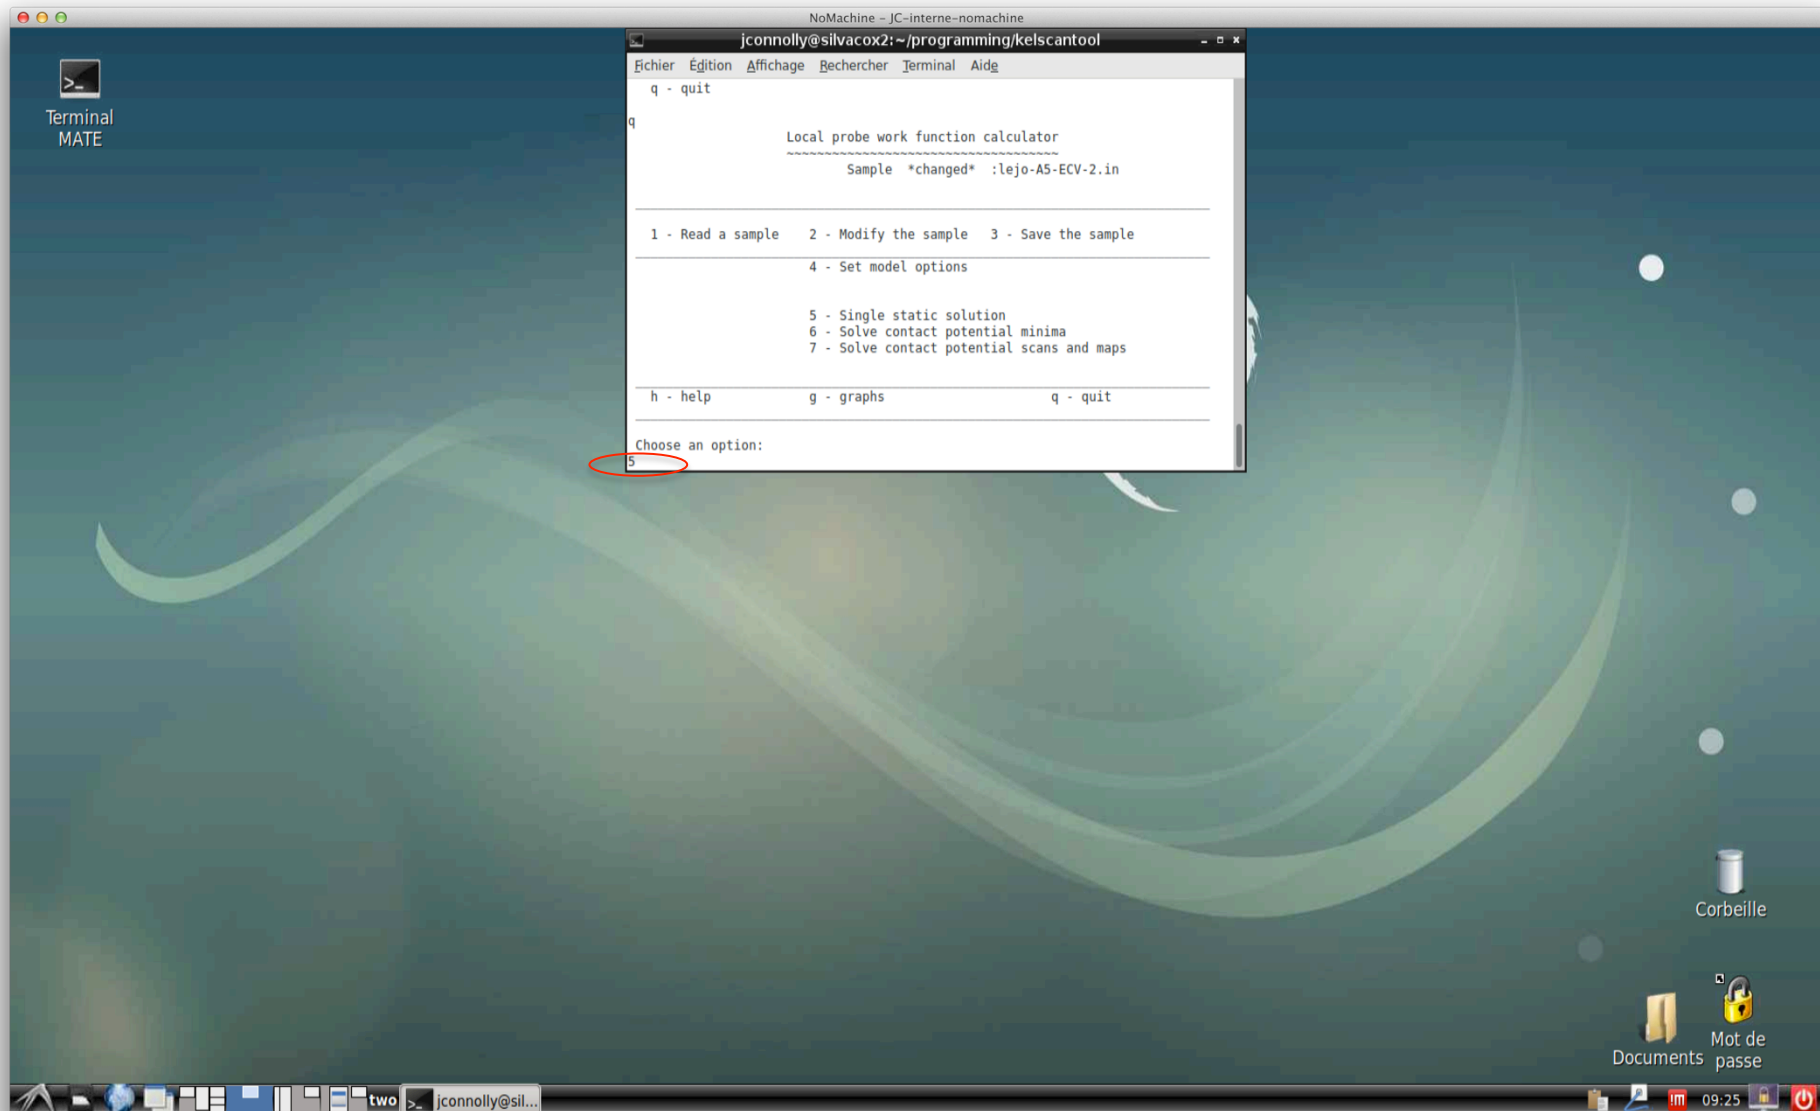 NoMachine – JC-interne-nomachine
jconnolly@silvacox2:~/programming/kelscantool
Fichier Édition Affichage Rechercher Terminal Aide
q - quit
q
Local probe work function calculator
~~~~~~~~~~~~~~~~~~~~~~~~~~~~~~~~~~~~
Sample *changed* :lejo-A5-ECV-2.in
1 - Read a sample 2 - Modify the sample 3 - Save the sample
4 - Set model options
5 - Single static solution
6 - Solve contact potential minima
7 - Solve contact potential scans and maps
h - help g - graphs q - quit
Choose an option:
5
Terminal
MATE
Corbeille
Documents
Mot de
passe
two
jconnolly@sil...
!M
09:25